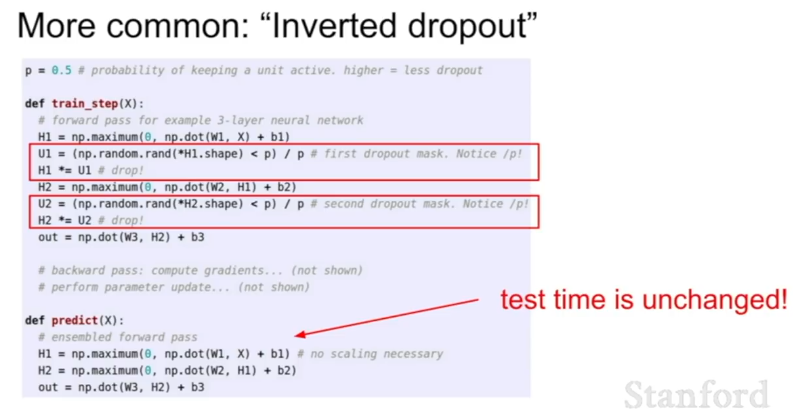 More common: “Inverted dropout”
p = 0.5 # probability of keeping a unit active. higher = less dropout
def train_step(X):
# forward pass for example 3-layer neural network
H1 = np.maximum(0, np.dot(W1, X) + b1)
U1 = (np.random.rand(*H1.shape) < p) / p # first dropout mask. Notice /p!
H1 *= U1 # drop!
H2 = np.maximum(0, np.dot(W2, H1) + b2)
U2 = (np.random.rand(*H2.shape) < p) / p # second dropout mask. Notice /p!
H2 *= U2 # drop!
out = np.dot(W3, H2) + b3
# backward pass: compute gradients... (not shown)
# perform parameter update... (not shown)
test time is unchanged!
def predict(X):
# ensembled forward pass
H1 = np.maximum(0, np.dot(W1, X) + b1) # no scaling necessary
H2 = np.maximum(0, np.dot(W2, H1) + b2)
out = np.dot(W3, H2) + b3
Stanford